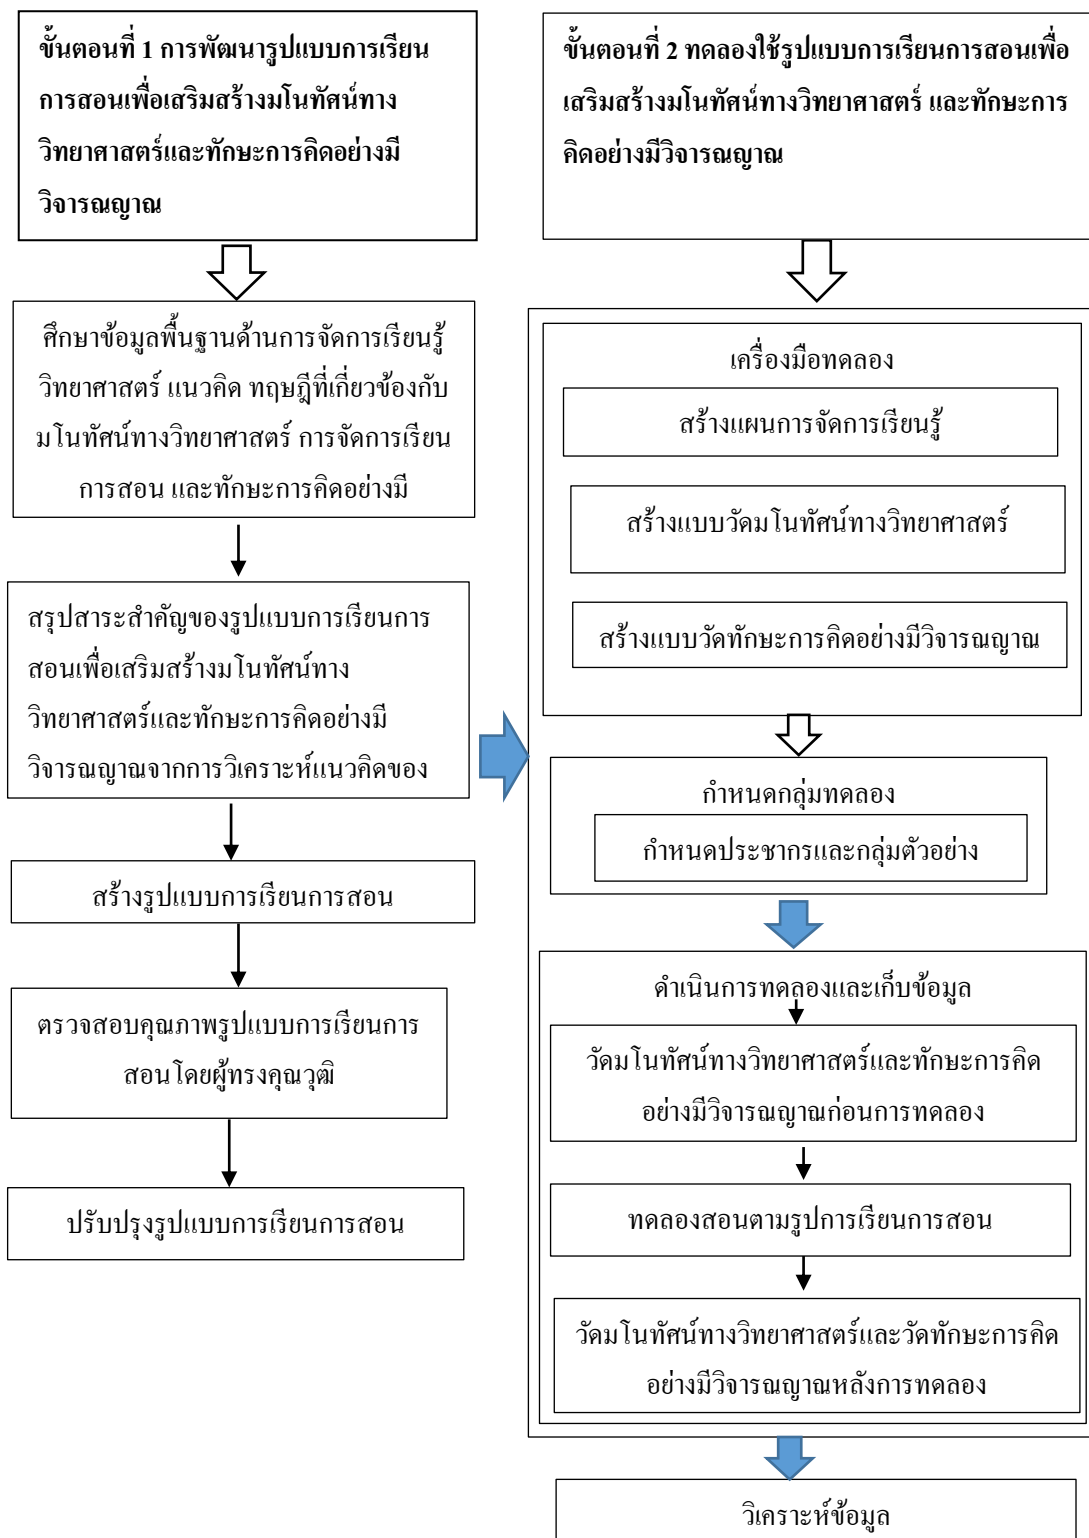 ขั้นตอนที่ 1 การพัฒนารูปแบบการเรียน
การสอนเพื่อเสริมสร้างมโนทัศน์ทาง
วิทยาศาสตร์และทักษะการคิดอย่างมี
วิจารณญาณ
ศึกษาข้อมูลพื้นฐานด้านการจัดการเรียนรู้
วิทยาศาสตร์ แนวคิด ทฤษฎีที่เกี่ยวข้องกับ
มโนทัศน์ทางวิทยาศาสตร์ การจัดการเรียน
การสอน และทักษะการคิดอย่างมี
สรุปสาระสำคัญของรูปแบบการเรียนการ
สอนเพื่อเสริมสร้างมโนทัศน์ทาง
วิทยาศาสตร์และทักษะการคิดอย่างมี
วิจารณญาณจากการวิเคราะห์แนวคิดของ
สร้างรูปแบบการเรียนการสอน
ตรวจสอบคุณภาพรูปแบบการเรียนการ
สอนโดยผู้ทรงคุณวุฒิ
ปรับปรุงรูปแบบการเรียนการสอน
ขั้นตอนที่ 2 ทดลองใช้รูปแบบการเรียนการสอนเพื่อ
เสริมสร้างมโนทัศน์ทางวิทยาศาสตร์ และทักษะการ
คิดอย่างมีวิจารณญาณ
เครื่องมือทดลอง
สร้างแผนการจัดการเรียนรู้
สร้างแบบวัดมโนทัศน์ทางวิทยาศาสตร์
สร้างแบบวัดทักษะการคิดอย่างมีวิจารณญาณ
กำหนดกลุ่มทดลอง
กำหนดประชากรและกลุ่มตัวอย่าง
ดำเนินการทดลองและเก็บข้อมูล
วัดมโนทัศน์ทางวิทยาศาสตร์และทักษะการคิด
อย่างมีวิจารณญาณก่อนการทดลอง
ทดลองสอนตามรูปการเรียนการสอน
วัดมโนทัศน์ทางวิทยาศาสตร์และวัดทักษะการคิด
อย่างมีวิจารณญาณหลังการทดลอง
วิเคราะห์ข้อมูล